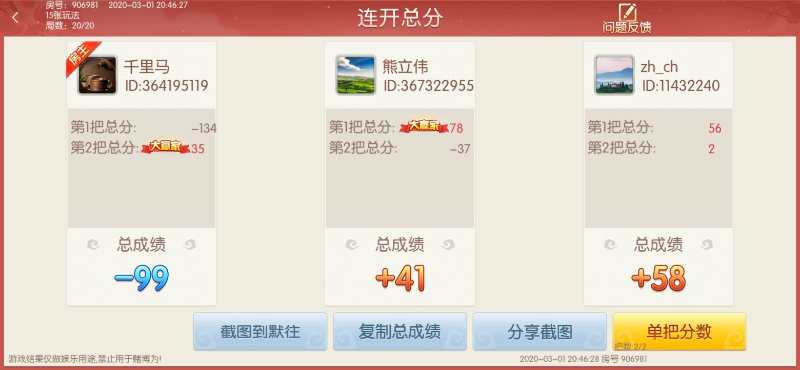 房号：906981 2020-03-01 20:46:27
15张玩法
局数：20/20
连开总分
问题反馈
房主
千里马
ID:364195119
第1把总分: -134
第2把总分: 大赢家 35
总成绩
-99
熊立伟
ID:367322955
第1把总分: 大赢家 78
第2把总分: -37
总成绩
+41
zh_ch
ID:11432240
第1把总分: 56
第2把总分: 2
总成绩
+58
截图到默往
复制总成绩
分享截图
单把分数
把数:2/2
游戏结果仅做娱乐用途,禁止用于赌博为!
2020-03-01 20:46:28 房号 906981